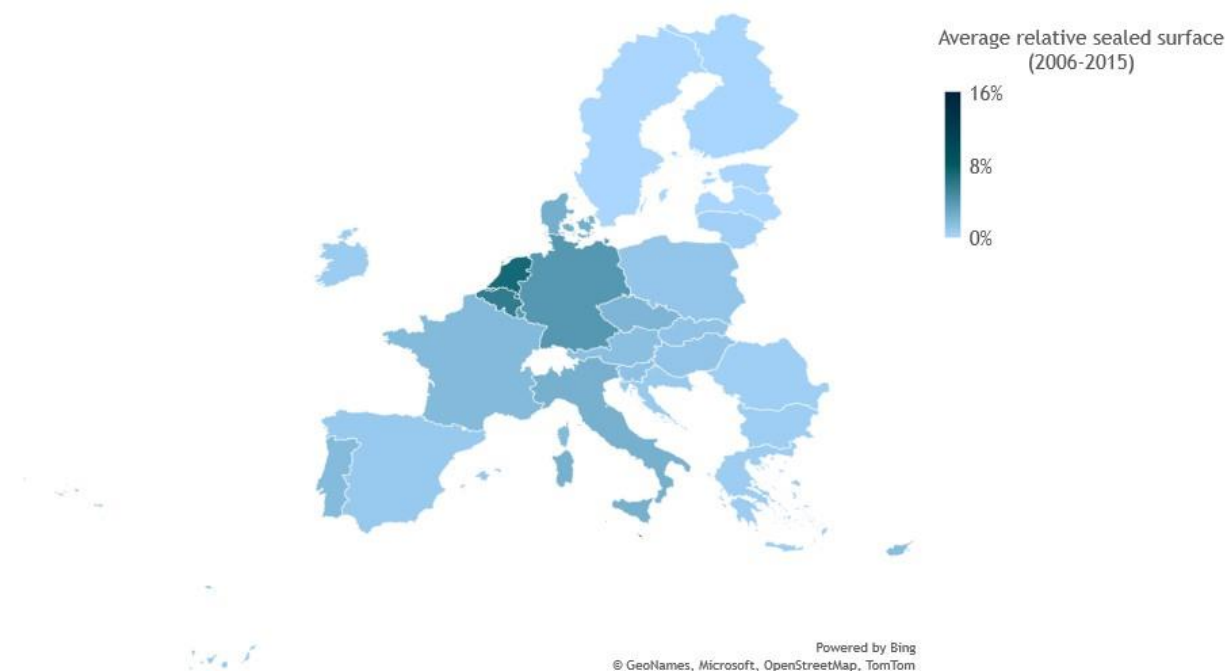 Average relative sealed surface
(2006-2015)
16%
8%
0%
Powered by Bing
© GeoNames, Microsoft, OpenStreetMap, TomTom